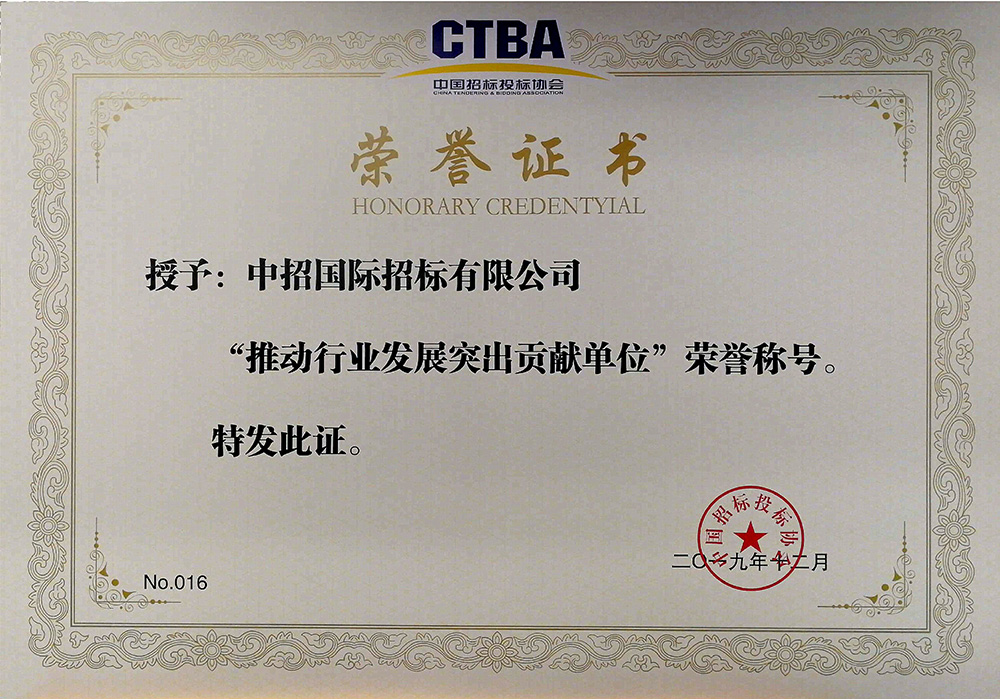 CTBA
中国招标投标协会
CHINA TENDERING & BIDDING ASSOCIATION
荣誉证书
HONORARY CREDENTYIAL
授予：中招国际招标有限公司
“推动行业发展突出贡献单位”荣誉称号。
特发此证。
中国招标投标协会
二〇一九年十二月
No.016